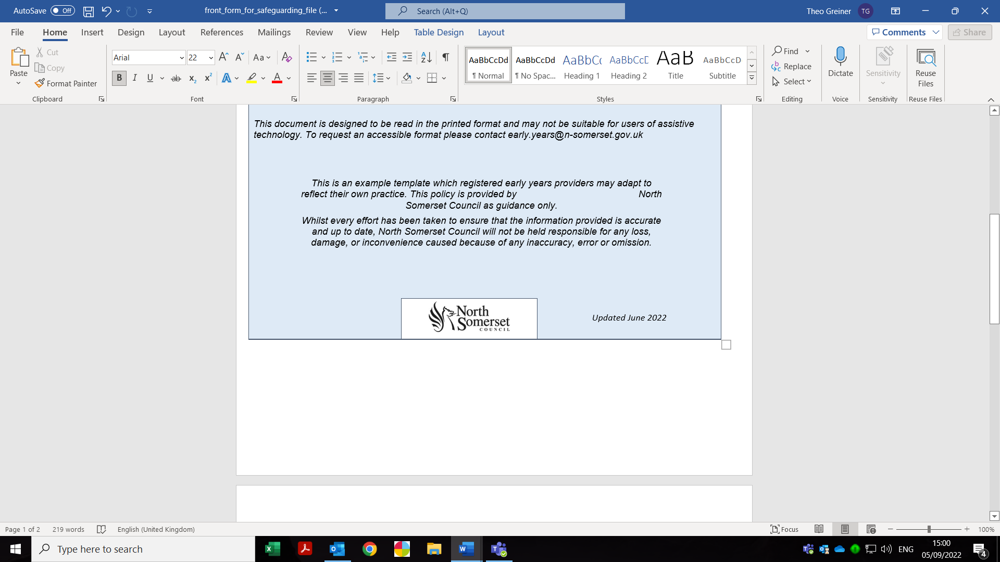 AutoSave Off front_form_for_safeguarding_file (... Search (Alt+Q) Theo Greiner TG
File Home Insert Design Layout References Mailings Review View Help Table Design Layout Comments Share
Paste Cut Copy Format Painter Clipboard
Arial 22 Font
Paragraph
AaBbCcDd ¶ Normal
AaBbCcDd ¶ No Spac...
AaBbCc Heading 1
AaBbCcD Heading 2
AaB Title
AaBbCcD Subtitle
Styles
Find Replace Select Editing
Dictate Voice
Sensitivity Sensitivity
Reuse Files Reuse Files
This document is designed to be read in the printed format and may not be suitable for users of assistive
technology. To request an accessible format please contact early.years@n-somerset.gov.uk
This is an example template which registered early years providers may adapt to
reflect their own practice. This policy is provided by North
Somerset Council as guidance only.
Whilst every effort has been taken to ensure that the information provided is accurate
and up to date, North Somerset Council will not be held responsible for any loss,
damage, or inconvenience caused because of any inaccuracy, error or omission.
North
Somerset
COUNCIL
Updated June 2022
Page 1 of 2 219 words English (United Kingdom) Focus 100%
Type here to search ENG 15:00
05/09/2022 4